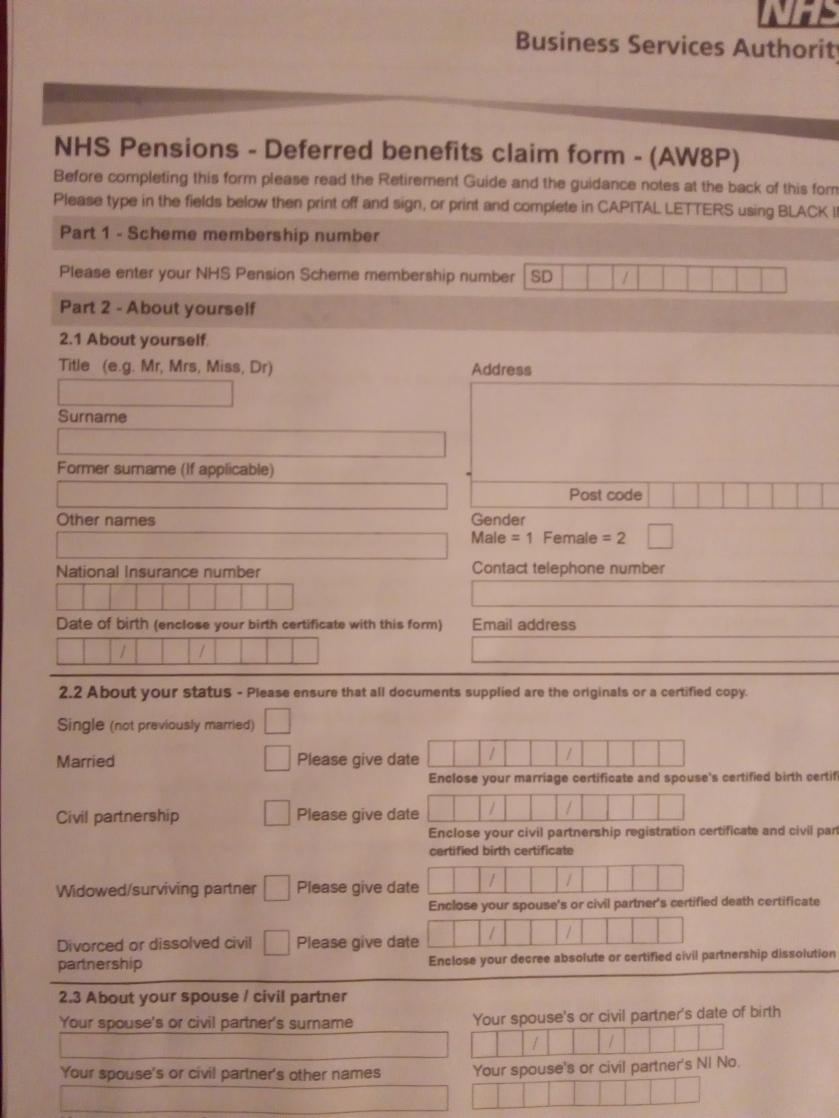 NHS
Business Services Authority
NHS Pensions - Deferred benefits claim form - (AW8P)
Before completing this form please read the Retirement Guide and the guidance notes at the back of this form
Please type in the fields below then print off and sign, or print and complete in CAPITAL LETTERS using BLACK
Part 1 - Scheme membership number
Please enter your NHS Pension Scheme membership number SD / 
Part 2 - About yourself
2.1 About yourself
Title (e.g. Mr, Mrs, Miss, Dr)
Address
Surname
Former surname (If applicable)
Post code
Other names
Gender
Male = 1 Female = 2
National Insurance number
Contact telephone number
Date of birth (enclose your birth certificate with this form)
/ /
Email address
2.2 About your status - Please ensure that all documents supplied are the originals or a certified copy.
Single (not previously married)
Married Please give date / /
Enclose your marriage certificate and spouse's certified birth certifi
Civil partnership Please give date / /
Enclose your civil partnership registration certificate and civil part
certified birth certificate
Widowed/surviving partner Please give date / /
Enclose your spouse's or civil partner's certified death certificate
Divorced or dissolved civil
partnership
Please give date / /
Enclose your decree absolute or certified civil partnership dissolution
2.3 About your spouse / civil partner
Your spouse's or civil partner's surname
Your spouse's or civil partner's date of birth
/ /
Your spouse's or civil partner's other names
Your spouse's or civil partner's NI No.